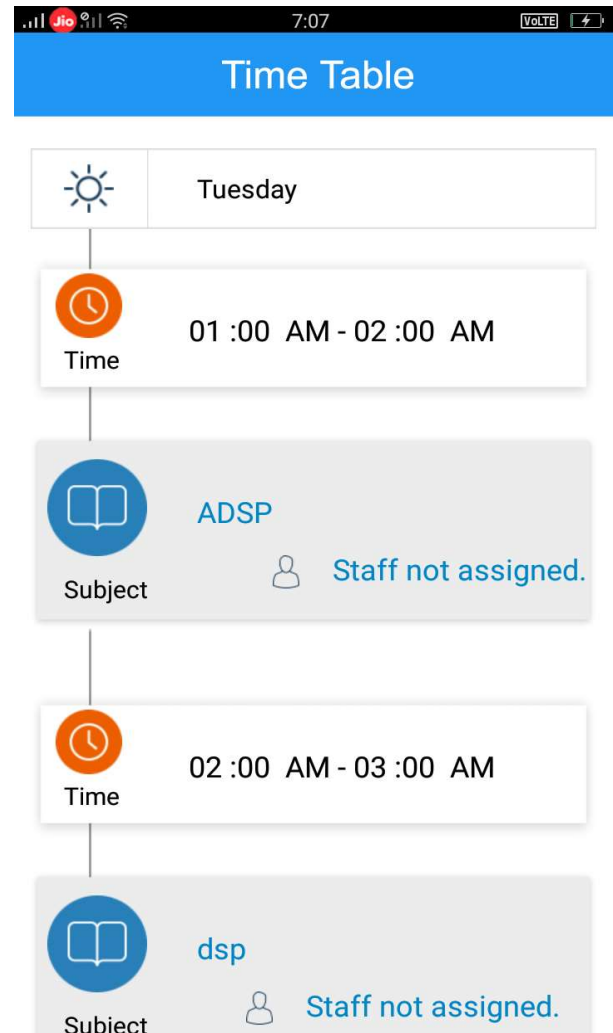 Jio 7:07 VoLTE
Time Table
Tuesday
01 :00 AM - 02 :00 AM
Time
ADSP
Staff not assigned.
Subject
02 :00 AM - 03 :00 AM
Time
dsp
Staff not assigned.
Subject